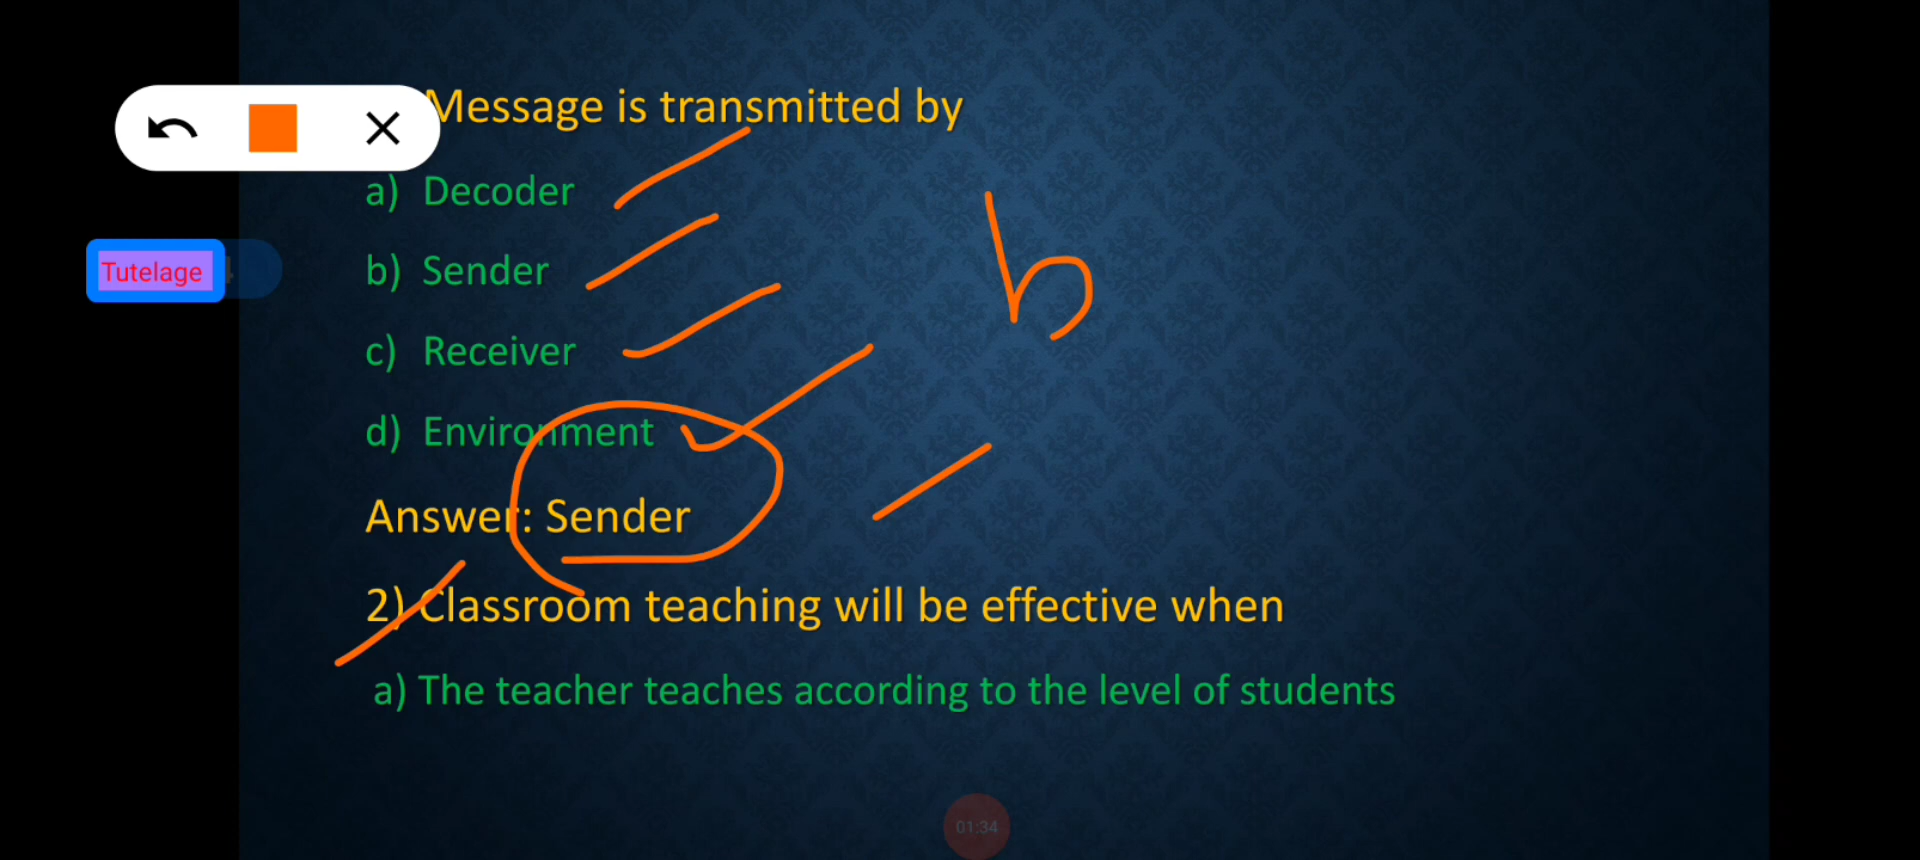 Message is transmitted by
a) Decoder
b) Sender
Tutelage
c) Receiver
d) Environment
b
Answer: Sender
2) Classroom teaching will be effective when
a) The teacher teaches according to the level of students
01:34